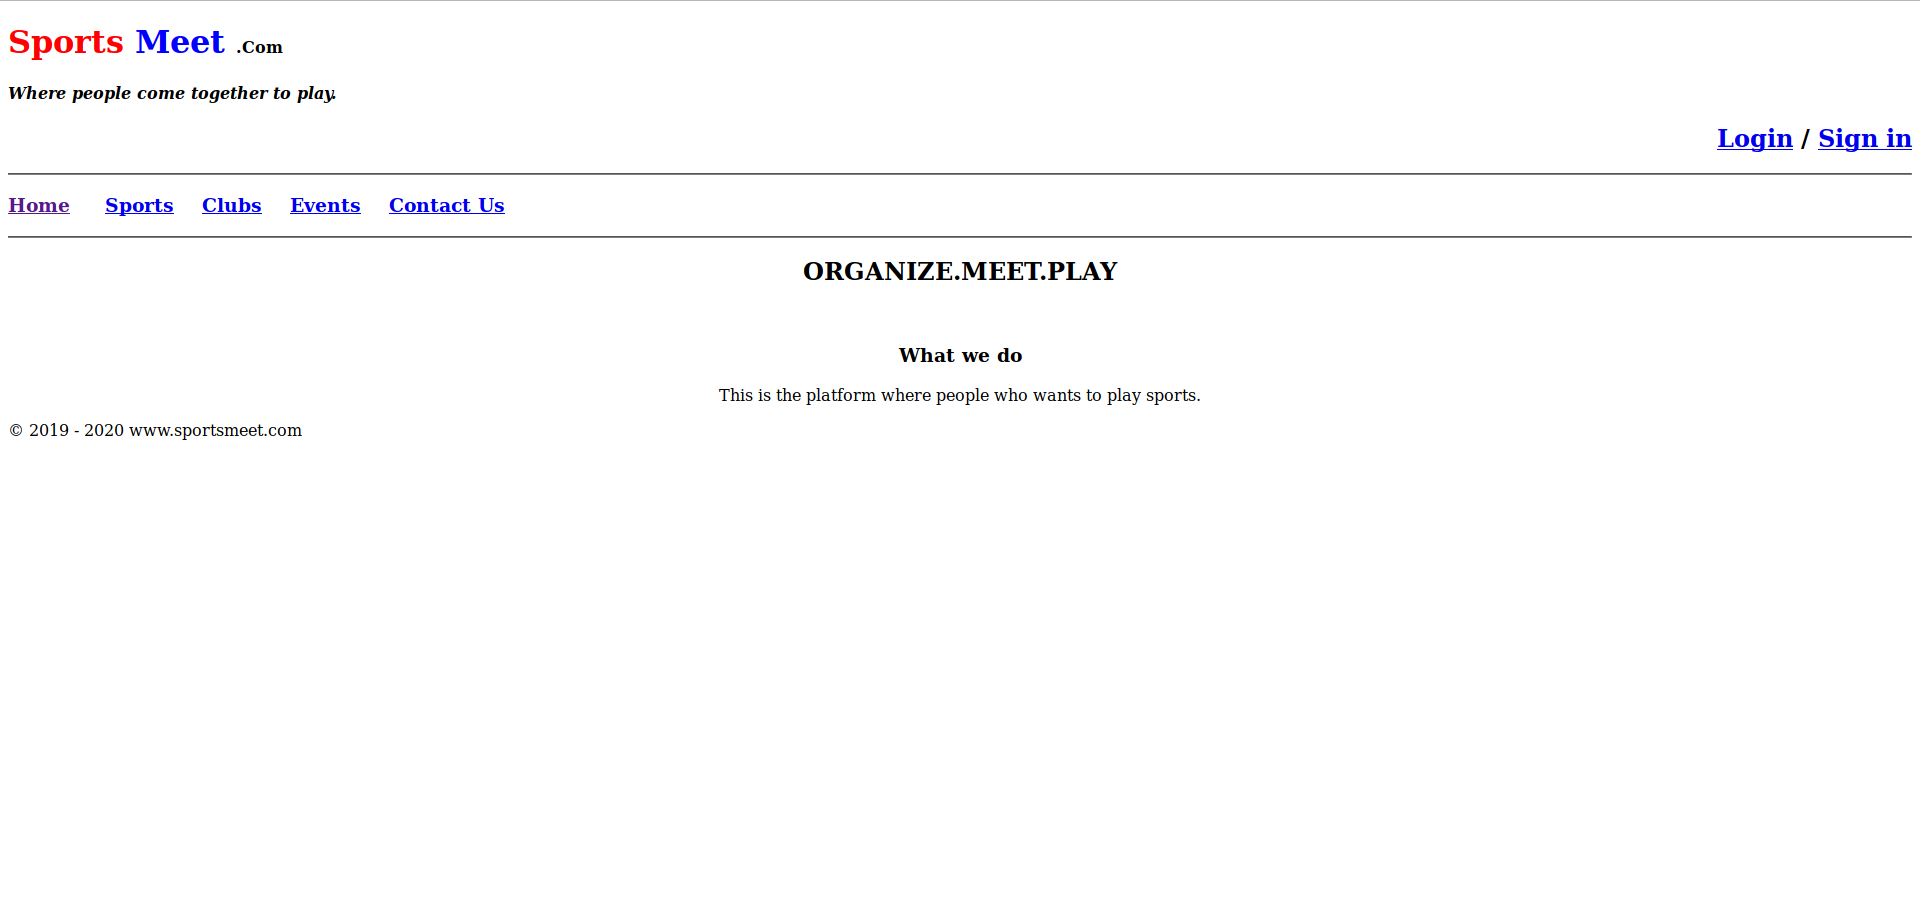 Sports Meet .Com
Where people come together to play.
Login / Sign in
Home Sports Clubs Events Contact Us
ORGANIZE.MEET.PLAY
What we do
This is the platform where people who wants to play sports.
© 2019 - 2020 www.sportsmeet.com